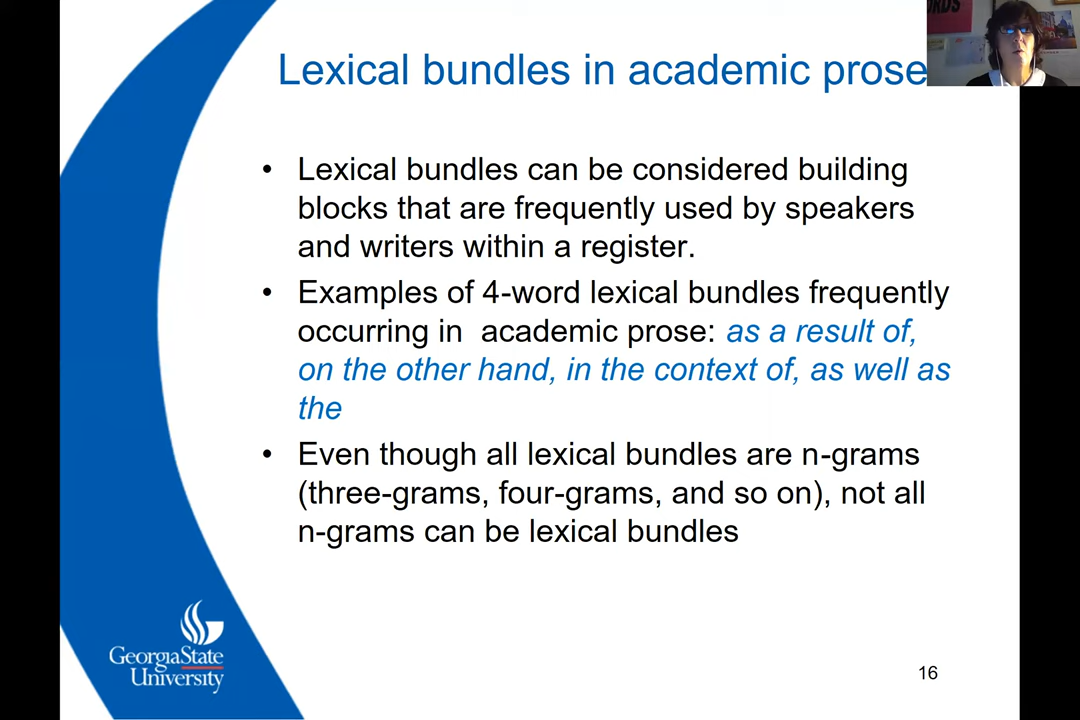 Lexical bundles in academic prose
• Lexical bundles can be considered building
blocks that are frequently used by speakers
and writers within a register.
• Examples of 4-word lexical bundles frequently
occurring in academic prose: as a result of,
on the other hand, in the context of, as well as
the
• Even though all lexical bundles are n-grams
(three-grams, four-grams, and so on), not all
n-grams can be lexical bundles
GeorgiaState
University
16